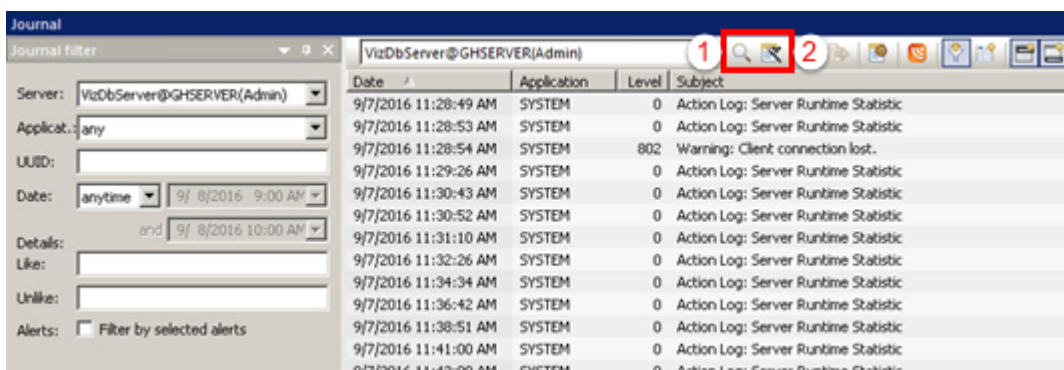 Journal
Journal filter
Server: VizDbServer@GHSERVER(Admin)
Applicat.: any
UUID:
Date: anytime 9/ 8/2016 9:00 AM
and 9/ 8/2016 10:00 AM
Details:
Like:
Unlike:
Alerts: Filter by selected alerts
VizDbServer@GHSERVER(Admin) 1 2
Date Application Level Subject
9/7/2016 11:28:49 AM SYSTEM 0 Action Log: Server Runtime Statistic
9/7/2016 11:28:53 AM SYSTEM 0 Action Log: Server Runtime Statistic
9/7/2016 11:28:54 AM SYSTEM 802 Warning: Client connection lost.
9/7/2016 11:29:26 AM SYSTEM 0 Action Log: Server Runtime Statistic
9/7/2016 11:30:43 AM SYSTEM 0 Action Log: Server Runtime Statistic
9/7/2016 11:30:52 AM SYSTEM 0 Action Log: Server Runtime Statistic
9/7/2016 11:31:10 AM SYSTEM 0 Action Log: Server Runtime Statistic
9/7/2016 11:32:26 AM SYSTEM 0 Action Log: Server Runtime Statistic
9/7/2016 11:34:34 AM SYSTEM 0 Action Log: Server Runtime Statistic
9/7/2016 11:36:42 AM SYSTEM 0 Action Log: Server Runtime Statistic
9/7/2016 11:38:51 AM SYSTEM 0 Action Log: Server Runtime Statistic
9/7/2016 11:41:00 AM SYSTEM 0 Action Log: Server Runtime Statistic